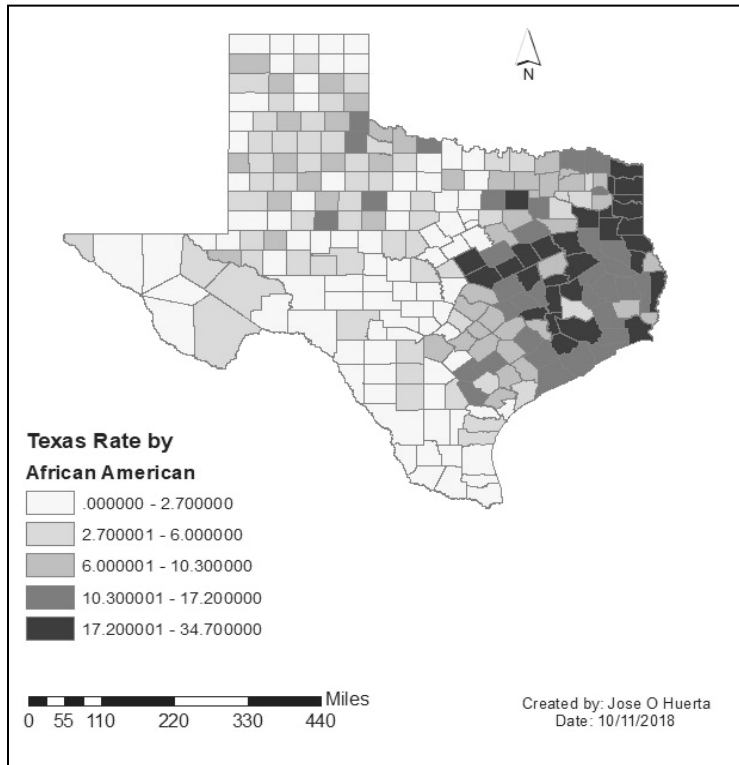 N
Texas Rate by
African American
.000000 - 2.700000
2.700001 - 6.000000
6.000001 - 10.300000
10.300001 - 17.200000
17.200001 - 34.700000
Miles
0 55 110 220 330 440
Created by: Jose O Huerta
Date: 10/11/2018